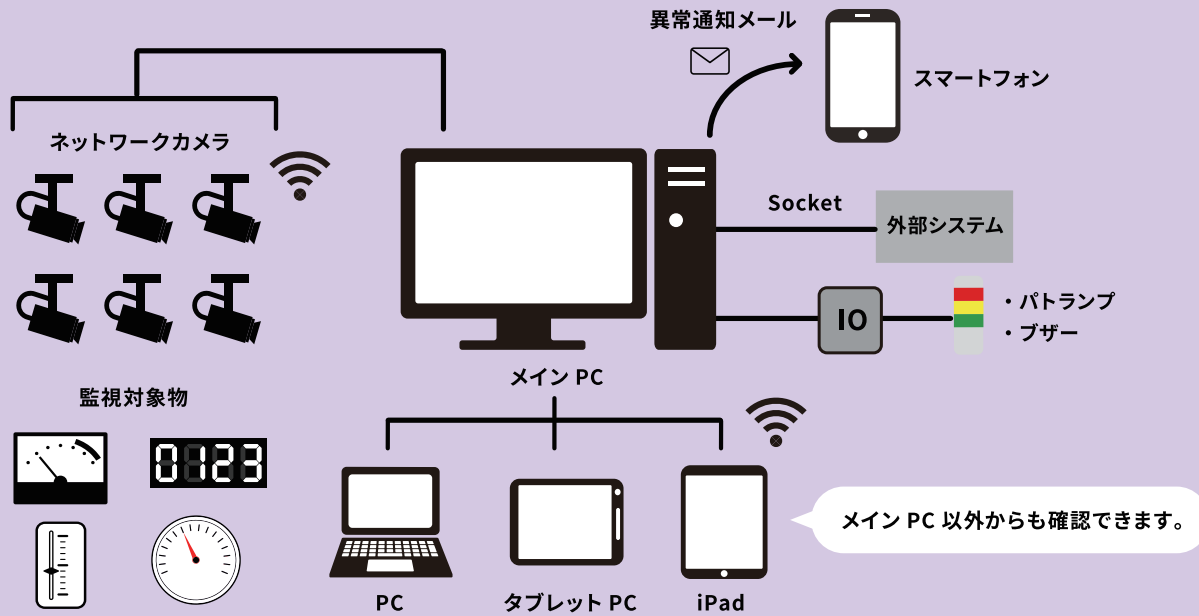 異常通知メール
スマートフォン
ネットワークカメラ
Socket
外部システム
IO
・パトランプ
・ブザー
メイン PC
監視対象物
0123
メイン PC 以外からも確認できます。
PC
タブレット PC
iPad